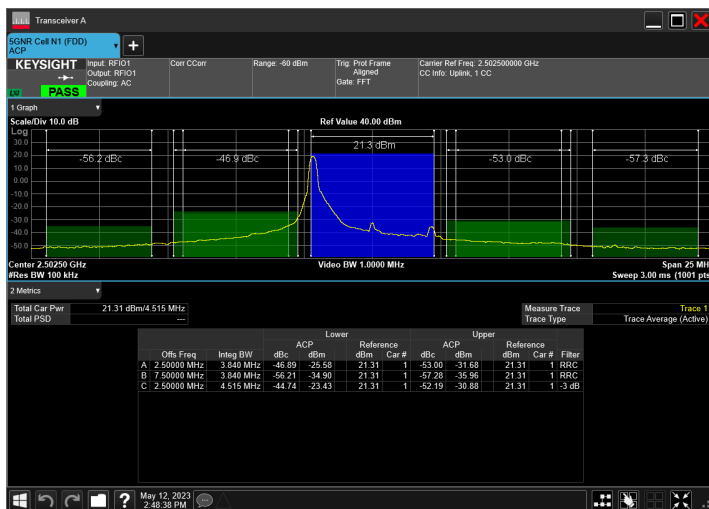 Transceiver A
5GNR Cell N1 (FDD)
ACP
KEYSIGHT
Input: RFIO1
Output: RFIO1
Coupling: AC
Corr CCorr
Range: -60 dBm
Trig: Prot Frame
Aligned
Gate: FFT
Carrier Ref Freq: 2.502500000 GHz
CC Info: Uplink, 1 CC
PASS
1 Graph
Scale/Div 10.0 dB
Ref Value 40.00 dBm
Log
30.0
20.0
10.0
0.00
-10.0
-20.0
-30.0
-40.0
-50.0
-56.2 dBc
-46.9 dBc
21.3 dBm
-53.0 dBc
-57.3 dBc
Center 2.50250 GHz
Video BW 1.0000 MHz
Span 25 MH
#Res BW 100 kHz
Sweep 3.00 ms (1001 pts
2 Metrics
Total Car Pwr 21.31 dBm/4.515 MHz
Total PSD ---
Measure Trace Trace 1
Trace Type Trace Average (Active)
Lower Upper
ACP Reference ACP Reference
Offs Freq Integ BW dBc dBm dBm Car # dBc dBm dBm Car # Filter
A 2.50000 MHz 3.840 MHz -46.89 -25.58 21.31 1 -53.00 -31.68 21.31 1 RRC
B 7.50000 MHz 3.840 MHz -56.21 -34.90 21.31 1 -57.28 -35.96 21.31 1 RRC
C 2.50000 MHz 4.515 MHz -44.74 -23.43 21.31 1 -52.19 -30.88 21.31 1 -3 dB
?
May 12, 2023
2:48:38 PM